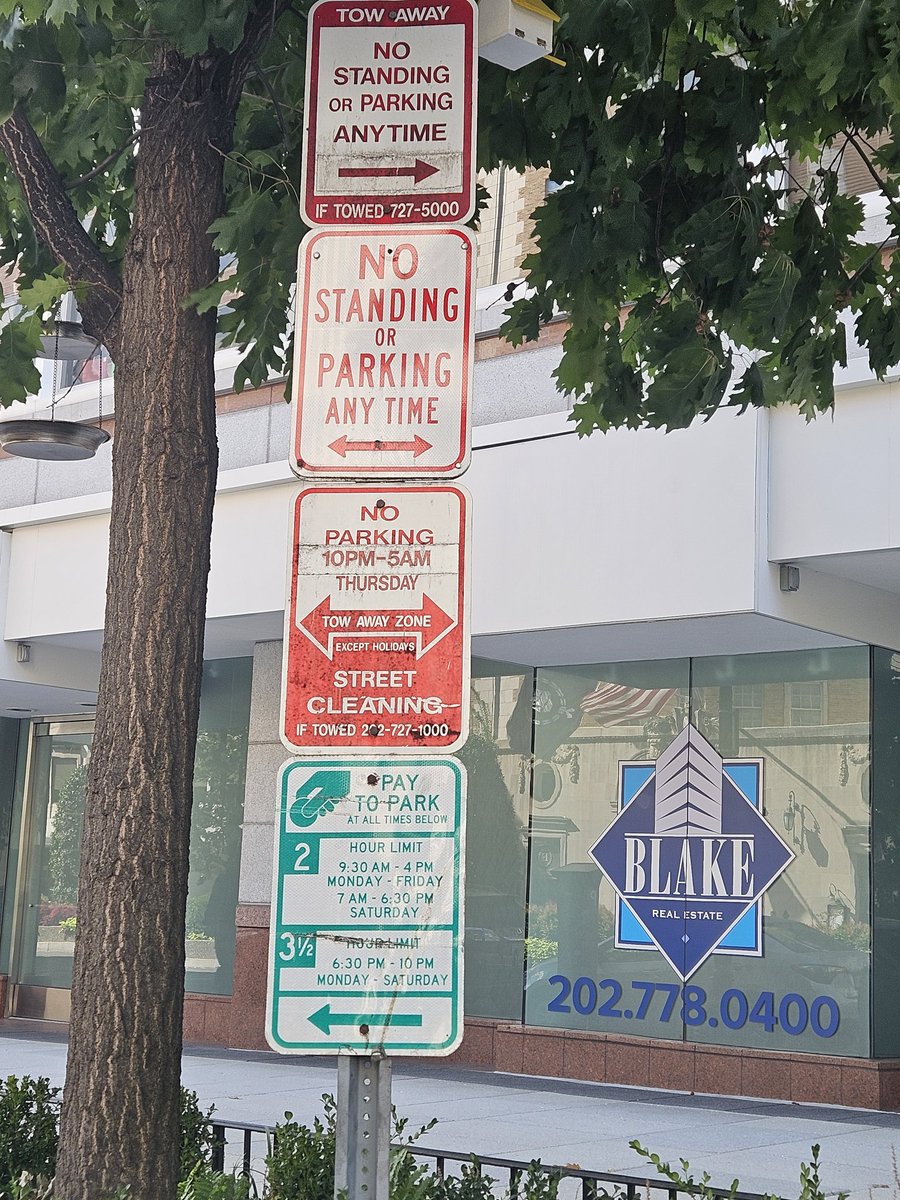 TOW AWAY
NO
STANDING
OR PARKING
ANYTIME
IF TOWED 727-5000
NO
STANDING
OR
PARKING
ANY TIME
NO
PARKING
10PM-5AM
THURSDAY
TOW AWAY ZONE
EXCEPT HOLIDAYS
STREET
CLEANING
IF TOWED 202-727-1000
PAY
TO PARK
AT ALL TIMES BELOW
2 HOUR LIMIT
9:30 AM - 4 PM
MONDAY - FRIDAY
7 AM - 6:30 PM
SATURDAY
3½ HOUR LIMIT
6:30 PM - 10 PM
MONDAY - SATURDAY
BLAKE
REAL ESTATE
202.778.0400